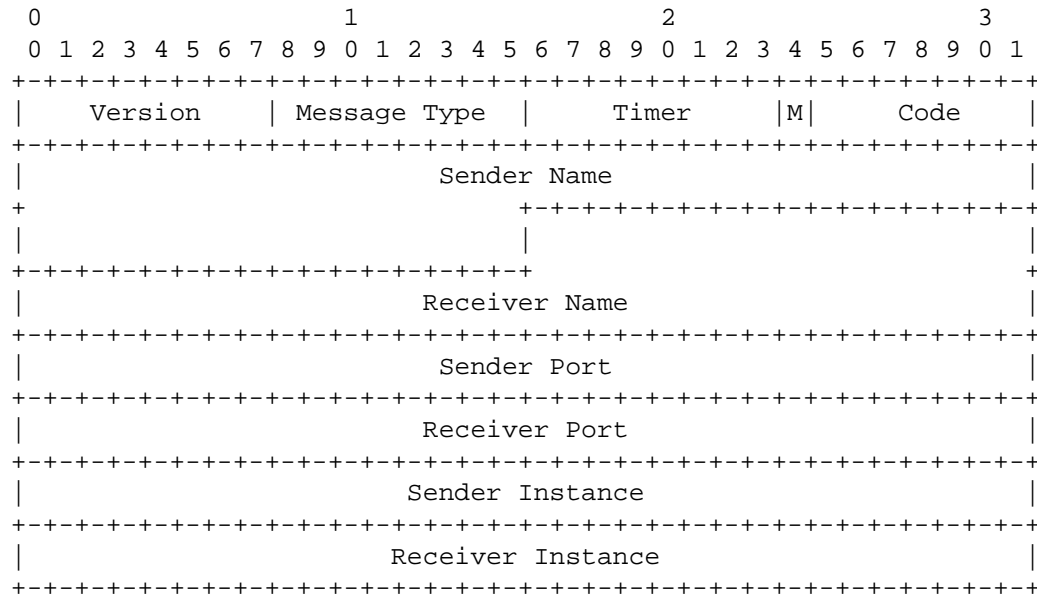 0                   1                   2                   3
 0 1 2 3 4 5 6 7 8 9 0 1 2 3 4 5 6 7 8 9 0 1 2 3 4 5 6 7 8 9 0 1
+-+-+-+-+-+-+-+-+-+-+-+-+-+-+-+-+-+-+-+-+-+-+-+-+-+-+-+-+-+-+-+-+
|    Version    | Message Type  |     Timer     |M|     Code    |
+-+-+-+-+-+-+-+-+-+-+-+-+-+-+-+-+-+-+-+-+-+-+-+-+-+-+-+-+-+-+-+-+
|                          Sender Name                          |
+                               +-+-+-+-+-+-+-+-+-+-+-+-+-+-+-+-+
|                               |                               |
+-+-+-+-+-+-+-+-+-+-+-+-+-+-+-+-+                               +
|                         Receiver Name                         |
+-+-+-+-+-+-+-+-+-+-+-+-+-+-+-+-+-+-+-+-+-+-+-+-+-+-+-+-+-+-+-+-+
|                          Sender Port                          |
+-+-+-+-+-+-+-+-+-+-+-+-+-+-+-+-+-+-+-+-+-+-+-+-+-+-+-+-+-+-+-+-+
|                         Receiver Port                         |
+-+-+-+-+-+-+-+-+-+-+-+-+-+-+-+-+-+-+-+-+-+-+-+-+-+-+-+-+-+-+-+-+
|                        Sender Instance                        |
+-+-+-+-+-+-+-+-+-+-+-+-+-+-+-+-+-+-+-+-+-+-+-+-+-+-+-+-+-+-+-+-+
|                       Receiver Instance                       |
+-+-+-+-+-+-+-+-+-+-+-+-+-+-+-+-+-+-+-+-+-+-+-+-+-+-+-+-+-+-+-+-+